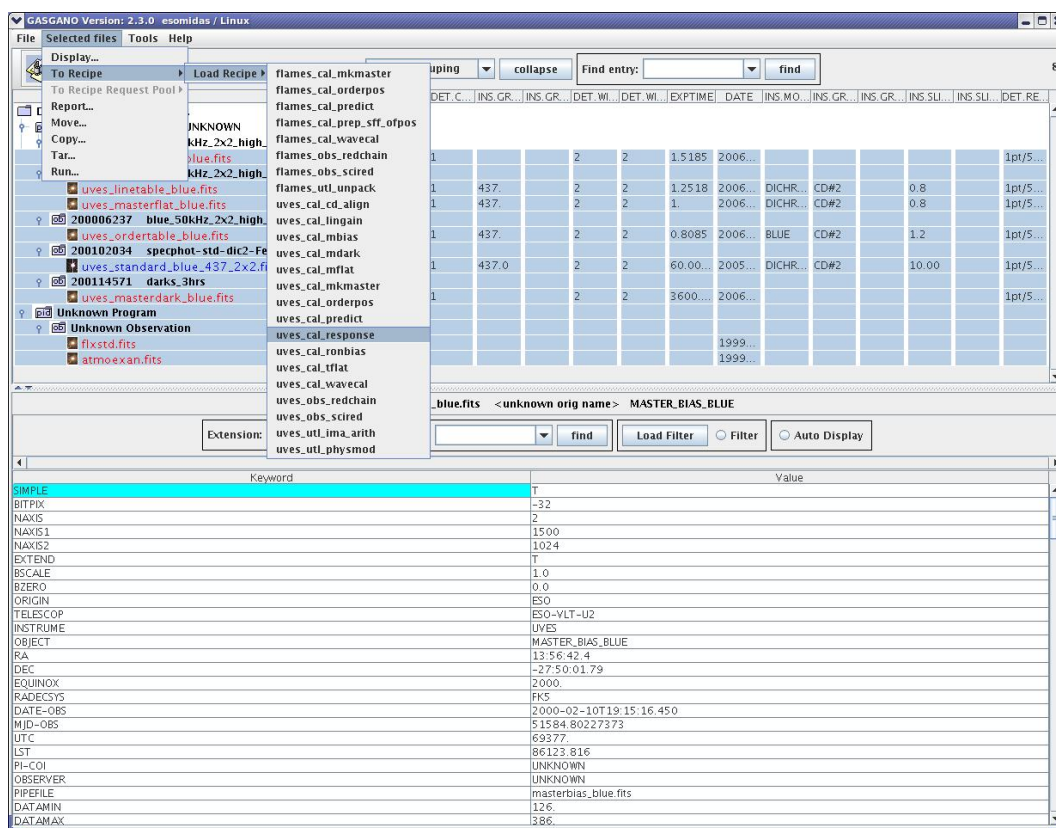 GASGANO Version: 2.3.0 esomidas / Linux
File Selected files Tools Help
Display...
To Recipe
To Recipe Request Pool
Report...
Move...
Copy...
Tar...
Run...
Load Recipe
flames_cal_mkmaster
flames_cal_orderpos
flames_cal_predict
flames_cal_prep_sff_ofpos
flames_cal_wavecal
flames_obs_redchain
flames_obs_scired
flames_utl_unpack
uves_cal_cd_align
uves_cal_lingain
uves_cal_mbias
uves_cal_mdark
uves_cal_mflat
uves_cal_mkmaster
uves_cal_orderpos
uves_cal_predict
uves_cal_response
uves_cal_ronbias
uves_cal_tflat
uves_cal_wavecal
uves_obs_redchain
uves_obs_scired
uves_utl_ima_arith
uves_utl_physmod
uping collapse Find entry: find
DET.C... INS.GR... INS.GR... DET.WI... DET.WI... EXPTIME DATE INS.MO... INS.GR... INS.GR... INS.SLI... INS.SLI... DET.RE...
NKNOWN
kHz_2x2_high_
blue.fits 1 2 2 1.5185 2006... 1pt/5...
kHz_2x2_high_
uves_linetable_blue.fits 1 437. 2 2 1.2518 2006... DICHR... CD#2 0.8 1pt/5...
uves_masterflat_blue.fits 1 437. 2 2 1. 2006... DICHR... CD#2 0.8 1pt/5...
ob 200006237 blue_50kHz_2x2_high_
uves_ordertable_blue.fits 1 437. 2 2 0.8085 2006... BLUE CD#2 1.2 1pt/5...
ob 200102034 specphot-std-dic2-Fe
uves_standard_blue_437_2x2.fi 1 437.0 2 2 60.00... 2005... DICHR... CD#2 10.00 1pt/5...
ob 200114571 darks_3hrs
uves_masterdark_blue.fits 1 2 2 3600.... 2006... 1pt/5...
pid Unknown Program
ob Unknown Observation
flxstd.fits 1999...
atmoexan.fits 1999...
_blue.fits <unknown orig name> MASTER_BIAS_BLUE
Extension: find Load Filter Filter Auto Display
Keyword Value
SIMPLE T
BITPIX -32
NAXIS 2
NAXIS1 1500
NAXIS2 1024
EXTEND T
BSCALE 1.0
BZERO 0.0
ORIGIN ESO
TELESCOP ESO-VLT-U2
INSTRUME UVES
OBJECT MASTER_BIAS_BLUE
RA 13:56:42.4
DEC -27:50:01.79
EQUINOX 2000.
RADECSYS FK5
DATE-OBS 2000-02-10T19:15:16.450
MJD-OBS 51584.80227373
UTC 69377.
LST 86123.816
PI-COI UNKNOWN
OBSERVER UNKNOWN
PIPEFILE masterbias_blue.fits
DATAMIN 126.
DATAMAX 386.